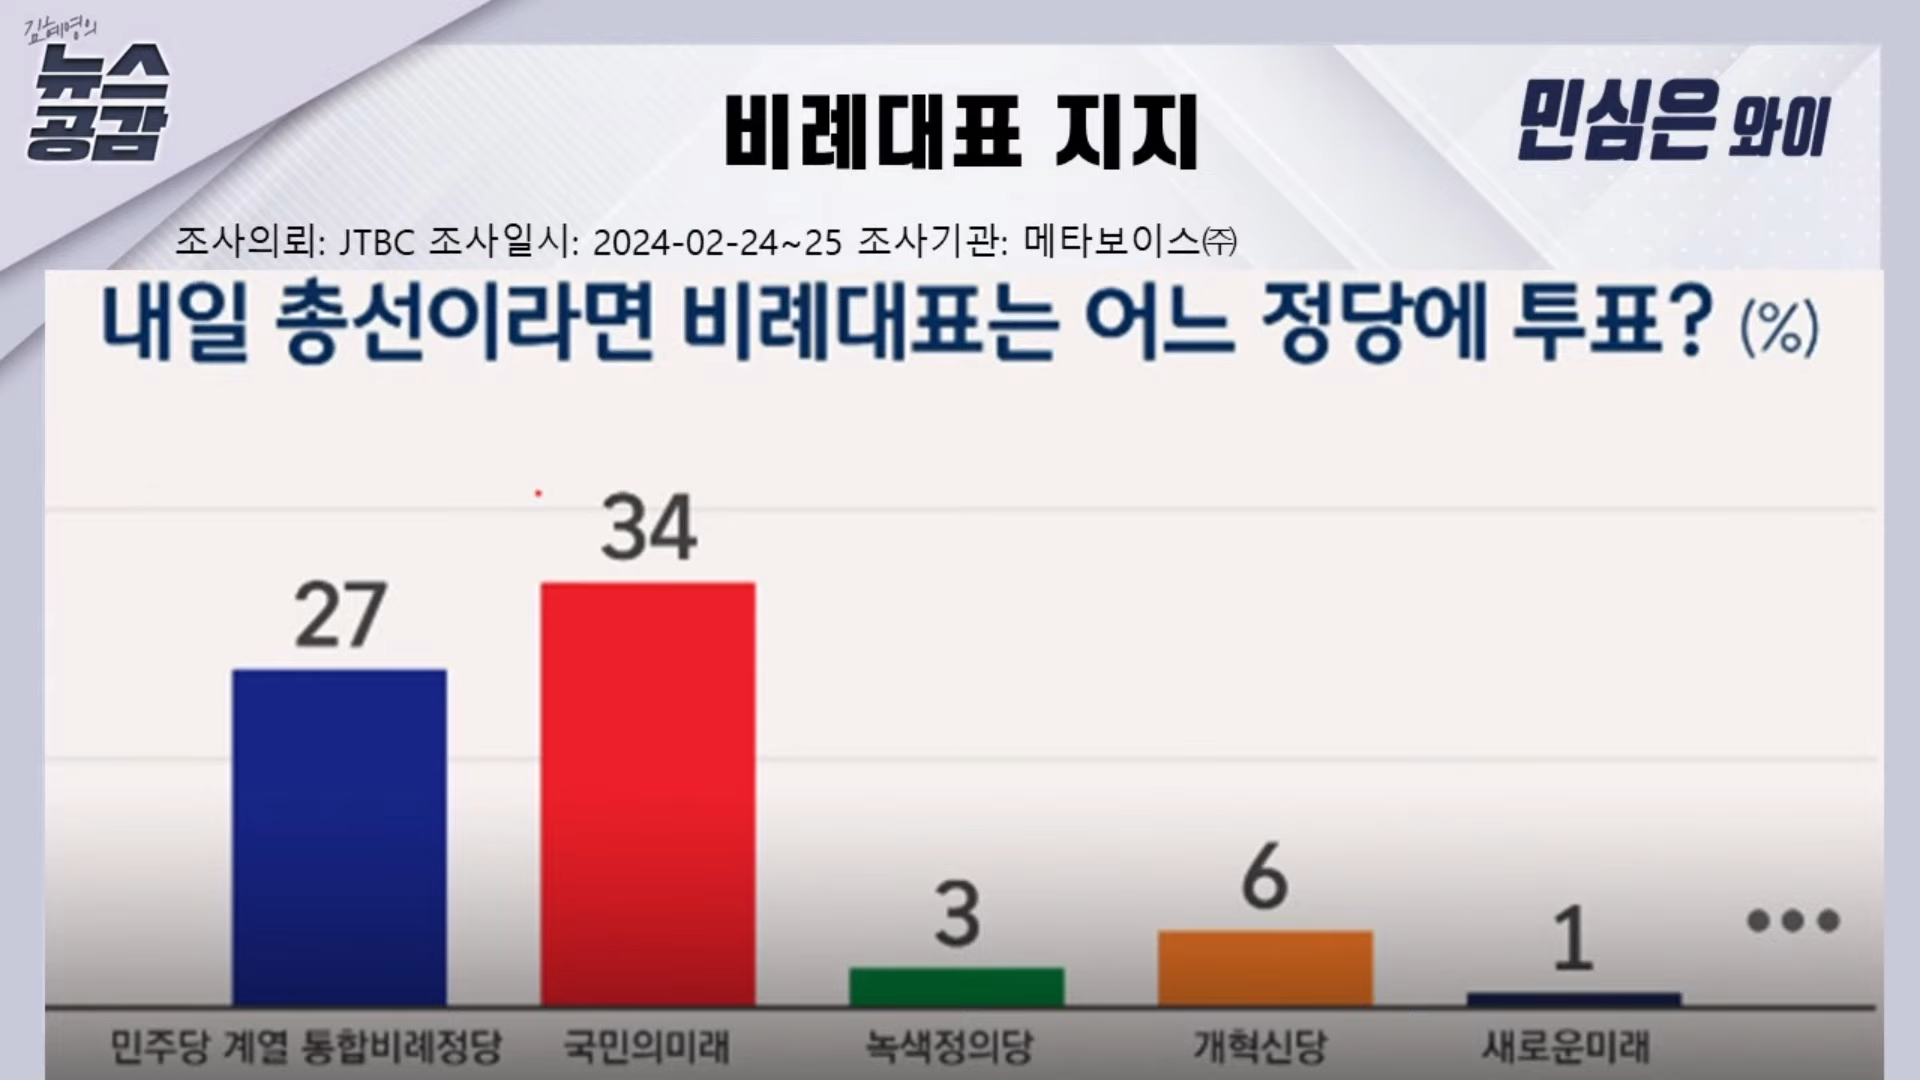 김혜영의
뉴스
공감
비례대표 지지
민심은 와이
조사의뢰: JTBC 조사일시: 2024-02-24~25 조사기관: 메타보이스㈜
내일 총선이라면 비례대표는 어느 정당에 투표? (%)
27
34
3
6
1
•••
민주당 계열 통합비례정당
국민의미래
녹색정의당
개혁신당
새로운미래